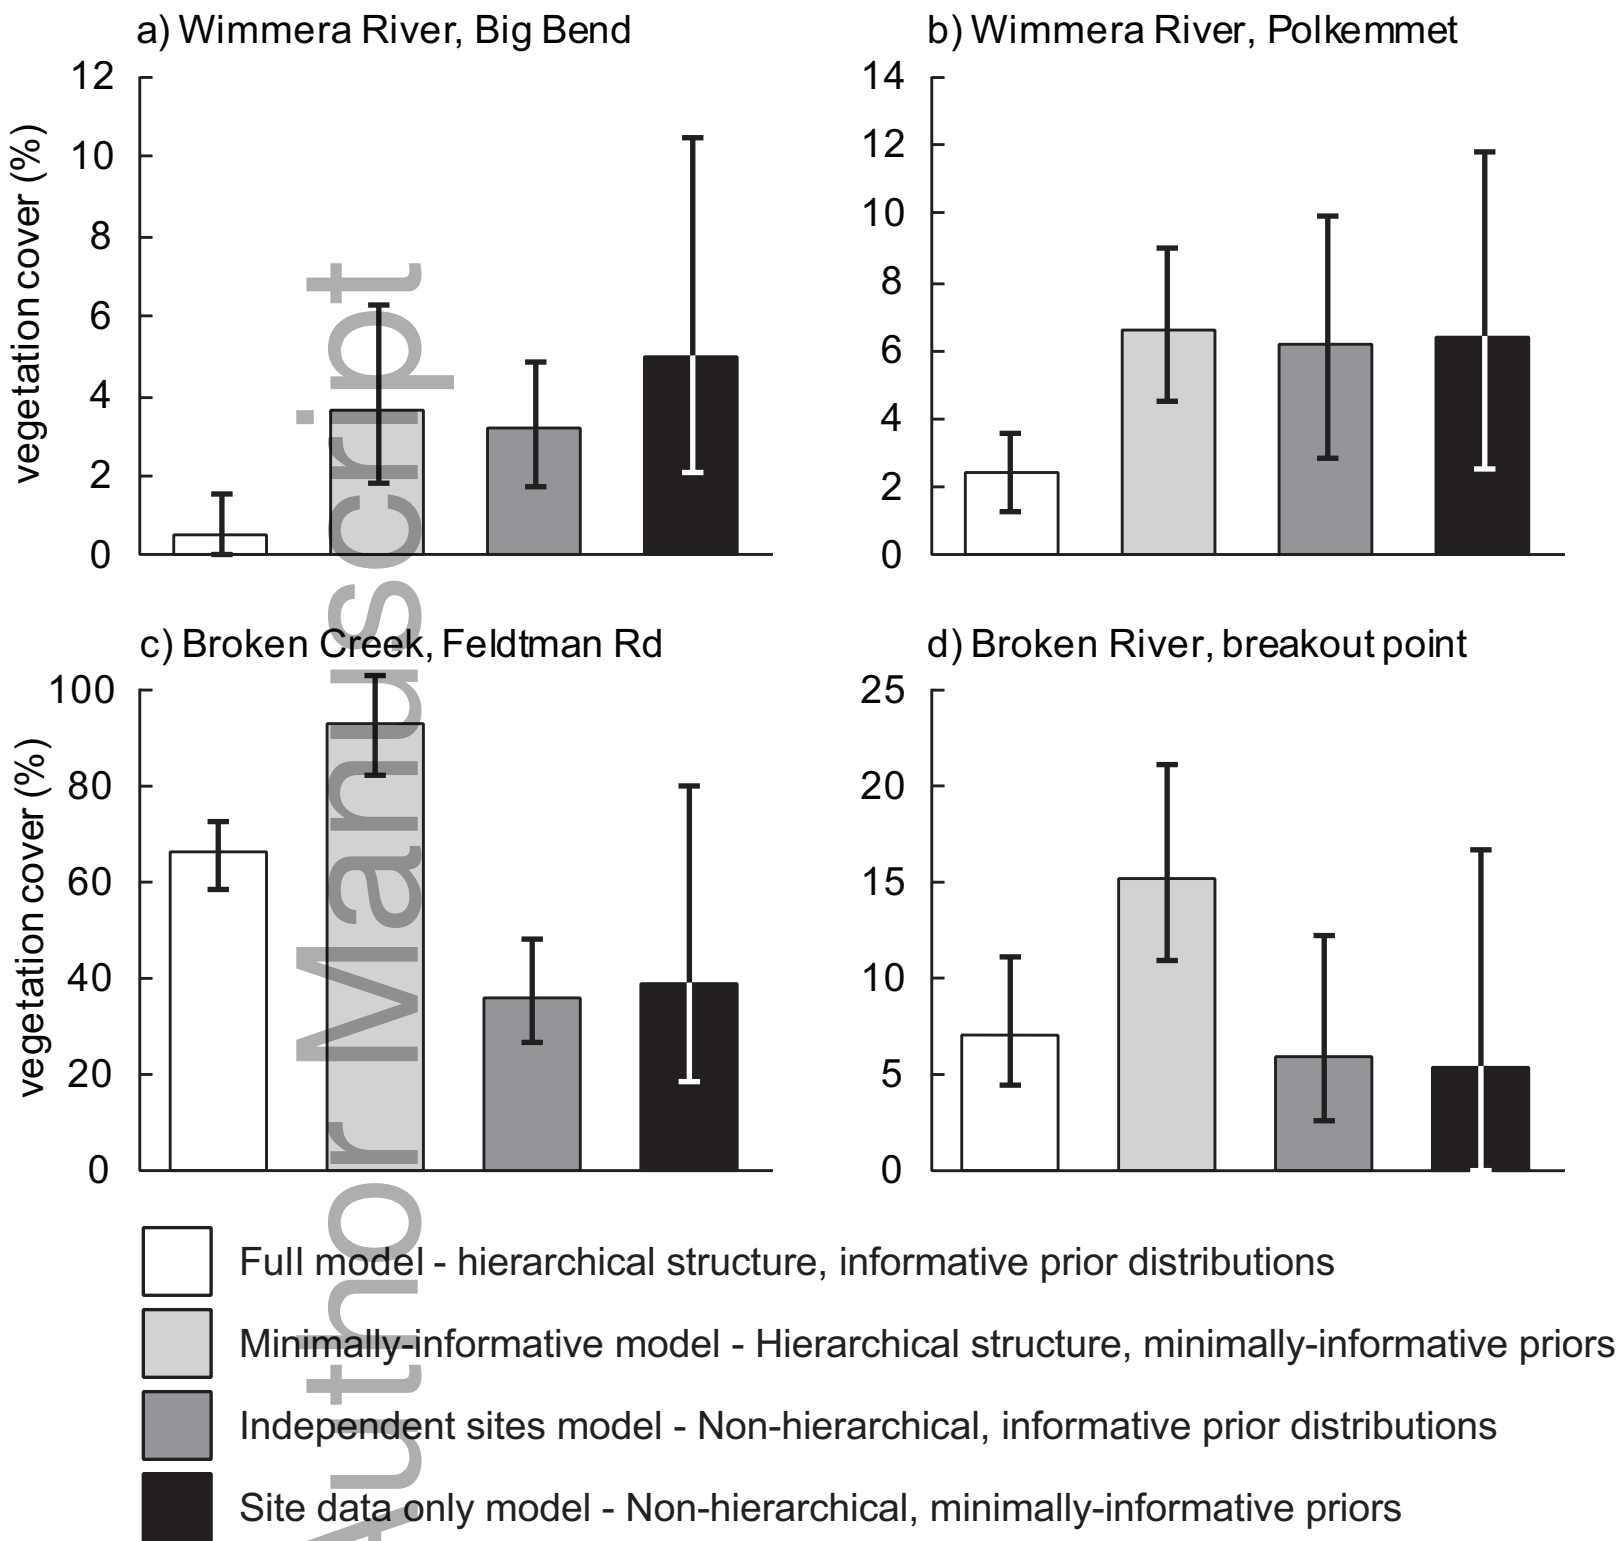 a) Wimmera River, Big Bend
b) Wimmera River, Polkemmet
vegetation cover (%)
12
10
8
6
4
2
0
14
12
10
8
6
4
2
0
c) Broken Creek, Feldtman Rd
d) Broken River, breakout point
vegetation cover (%)
100
80
60
40
20
0
25
20
15
10
5
0
Full model - hierarchical structure, informative prior distributions
Minimally-informative model - Hierarchical structure, minimally-informative priors
Independent sites model - Non-hierarchical, informative prior distributions
Site data only model - Non-hierarchical, minimally-informative priors
Author Manuscript